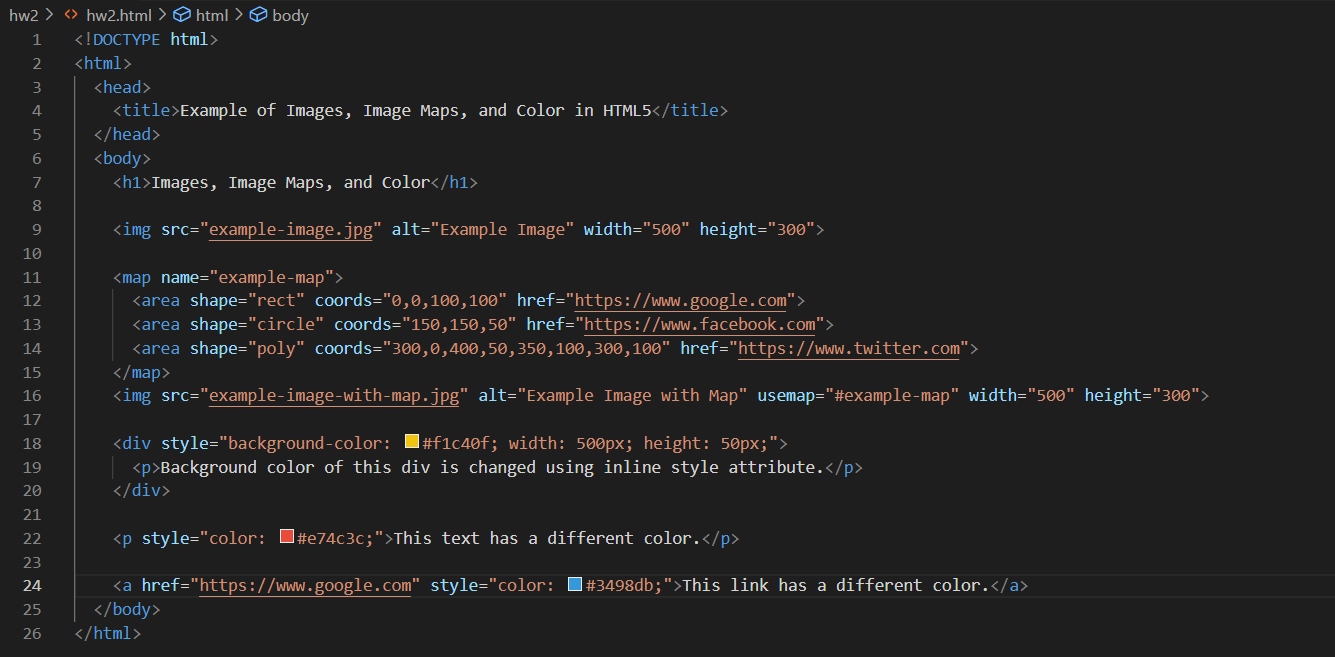 hw2 > <> hw2.html > html > body
1 <!DOCTYPE html>
2 <html>
3 <head>
4 <title>Example of Images, Image Maps, and Color in HTML5</title>
5 </head>
6 <body>
7 <h1>Images, Image Maps, and Color</h1>
8
9 <img src="example-image.jpg" alt="Example Image" width="500" height="300">
10
11 <map name="example-map">
12 <area shape="rect" coords="0,0,100,100" href="https://www.google.com">
13 <area shape="circle" coords="150,150,50" href="https://www.facebook.com">
14 <area shape="poly" coords="300,0,400,50,350,100,300,100" href="https://www.twitter.com">
15 </map>
16 <img src="example-image-with-map.jpg" alt="Example Image with Map" usemap="#example-map" width="500" height="300">
17
18 <div style="background-color: #f1c40f; width: 500px; height: 50px;">
19 <p>Background color of this div is changed using inline style attribute.</p>
20 </div>
21
22 <p style="color: #e74c3c;">This text has a different color.</p>
23
24 <a href="https://www.google.com" style="color: #3498db;">This link has a different color.</a>
25 </body>
26 </html>